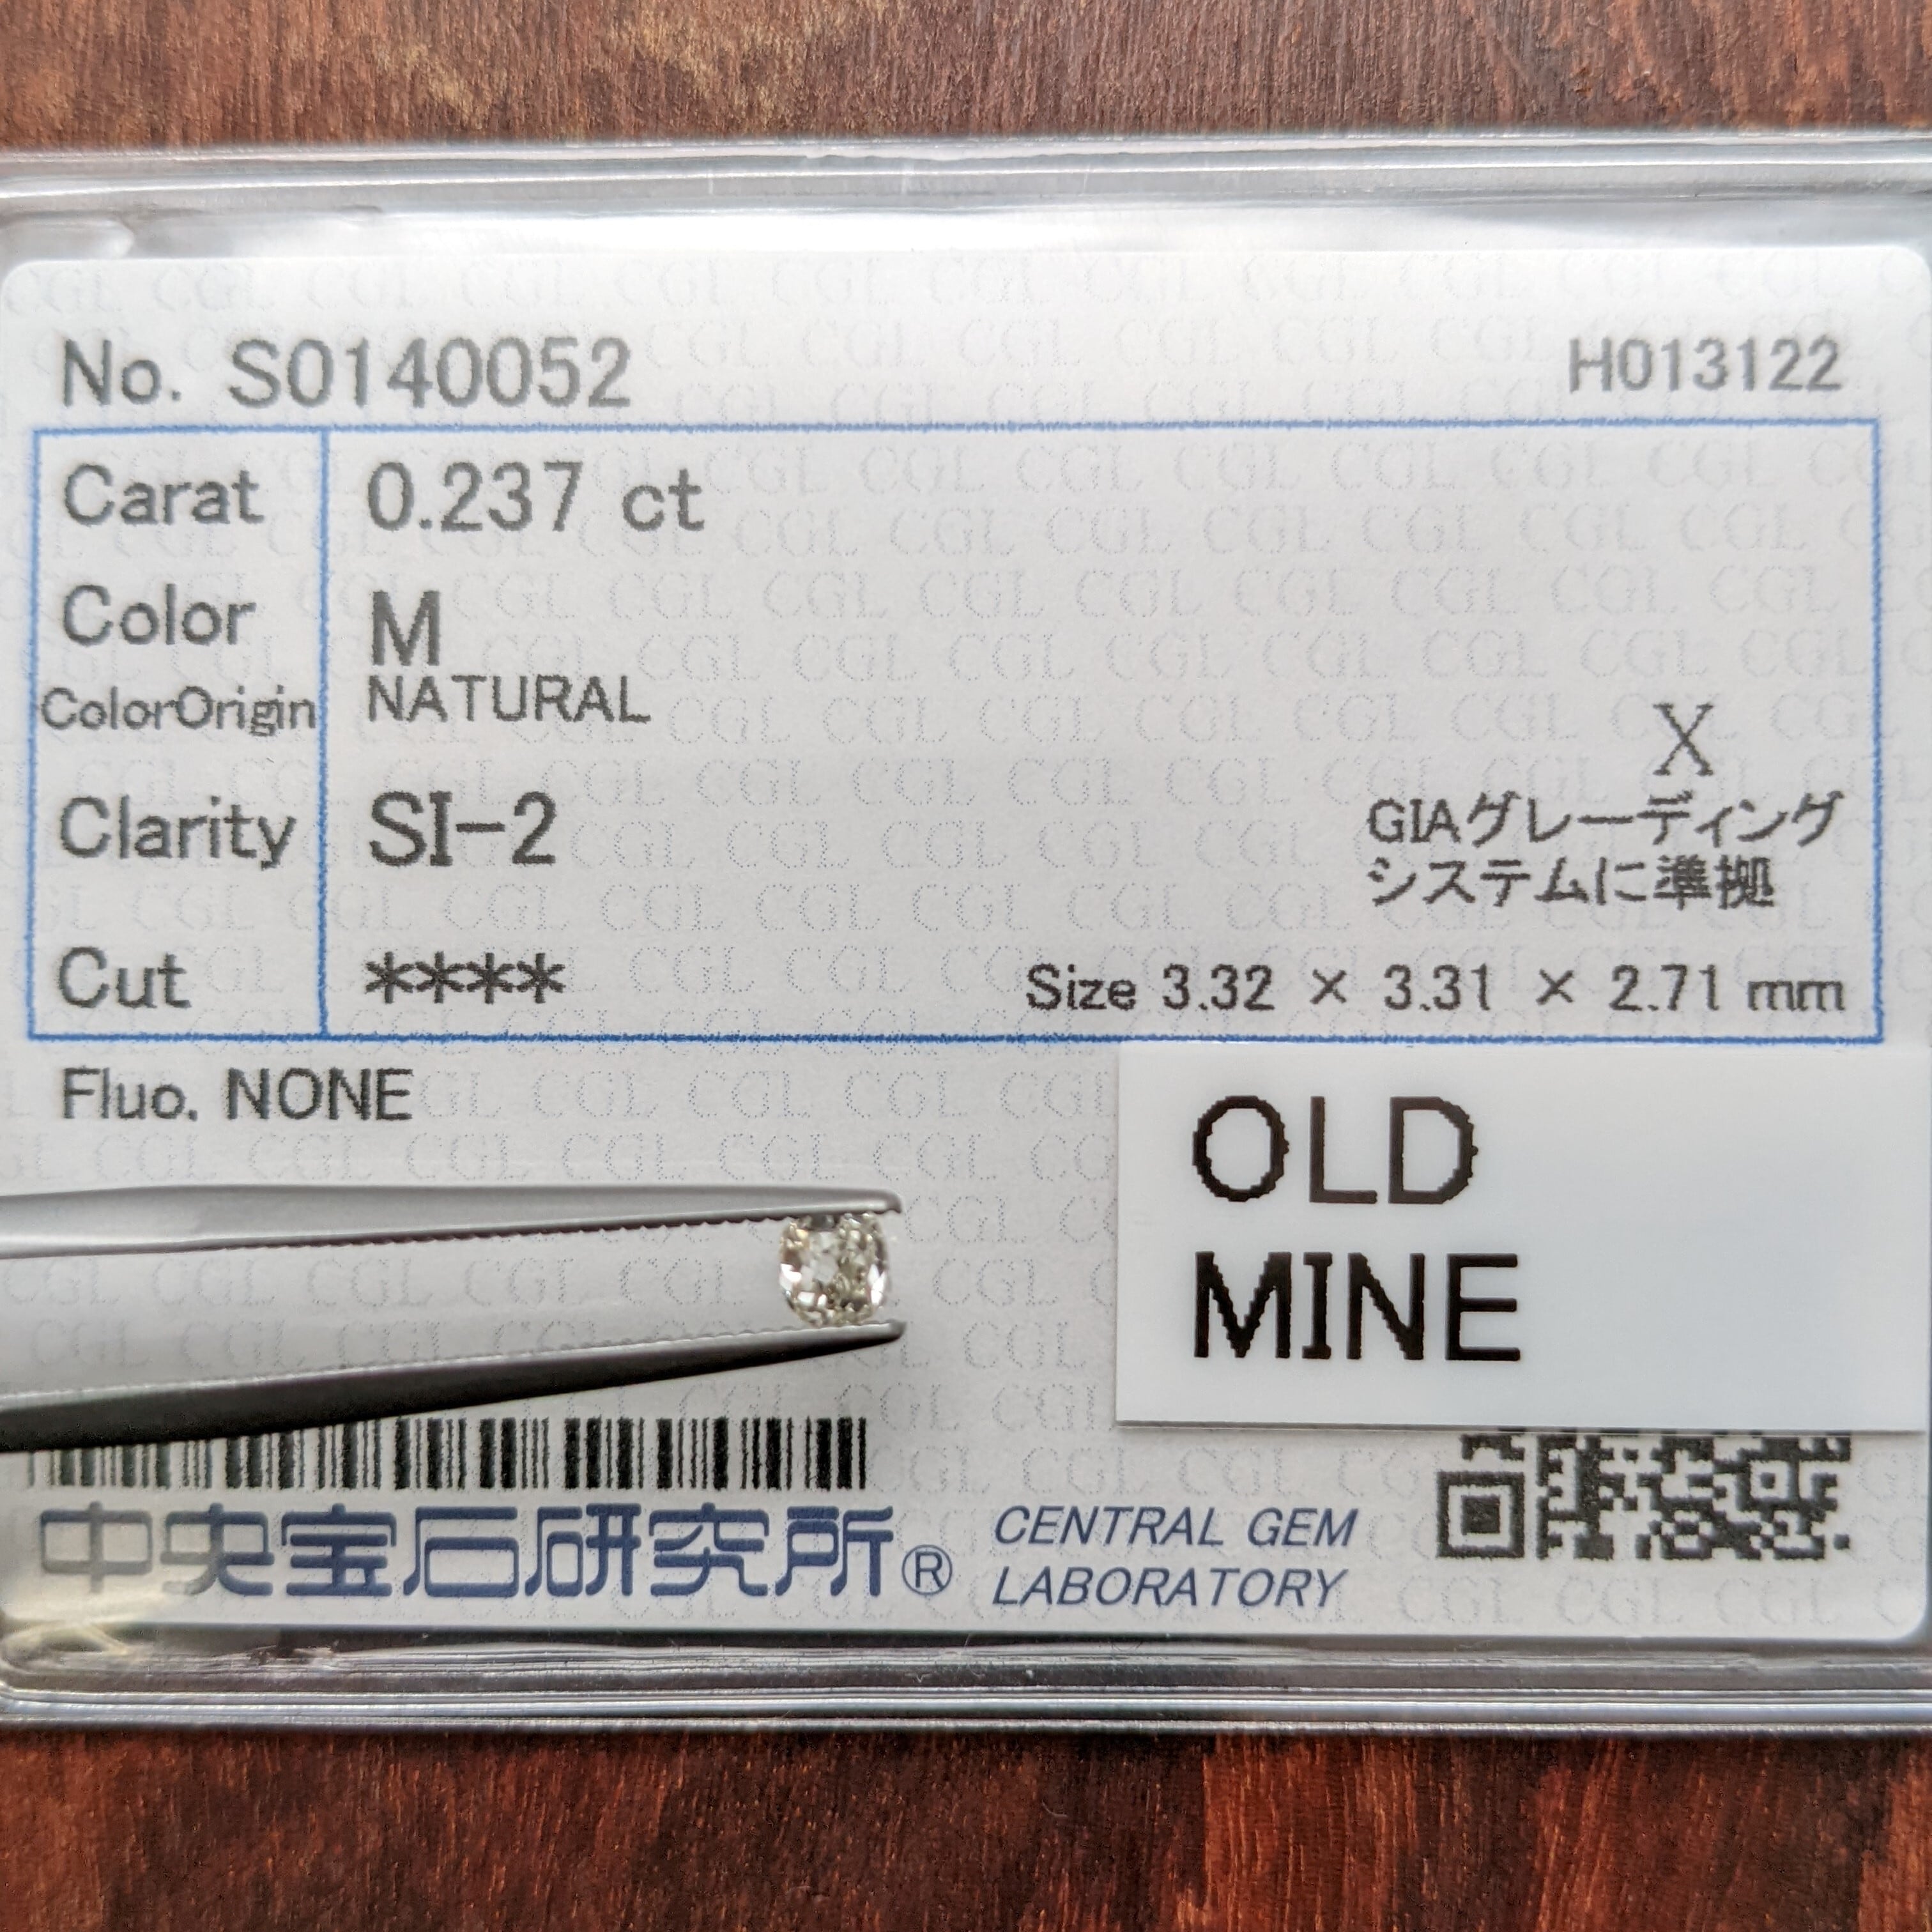 No. S0140052
H013122
Carat 0.237 ct
Color M
ColorOrigin NATURAL
X
Clarity SI-2
GIAグレーディング
システムに準拠
Cut ****
Size 3.32 × 3.31 × 2.71 mm
Fluo. NONE
OLD
MINE
中央宝石研究所®
CENTRAL GEM
LABORATORY